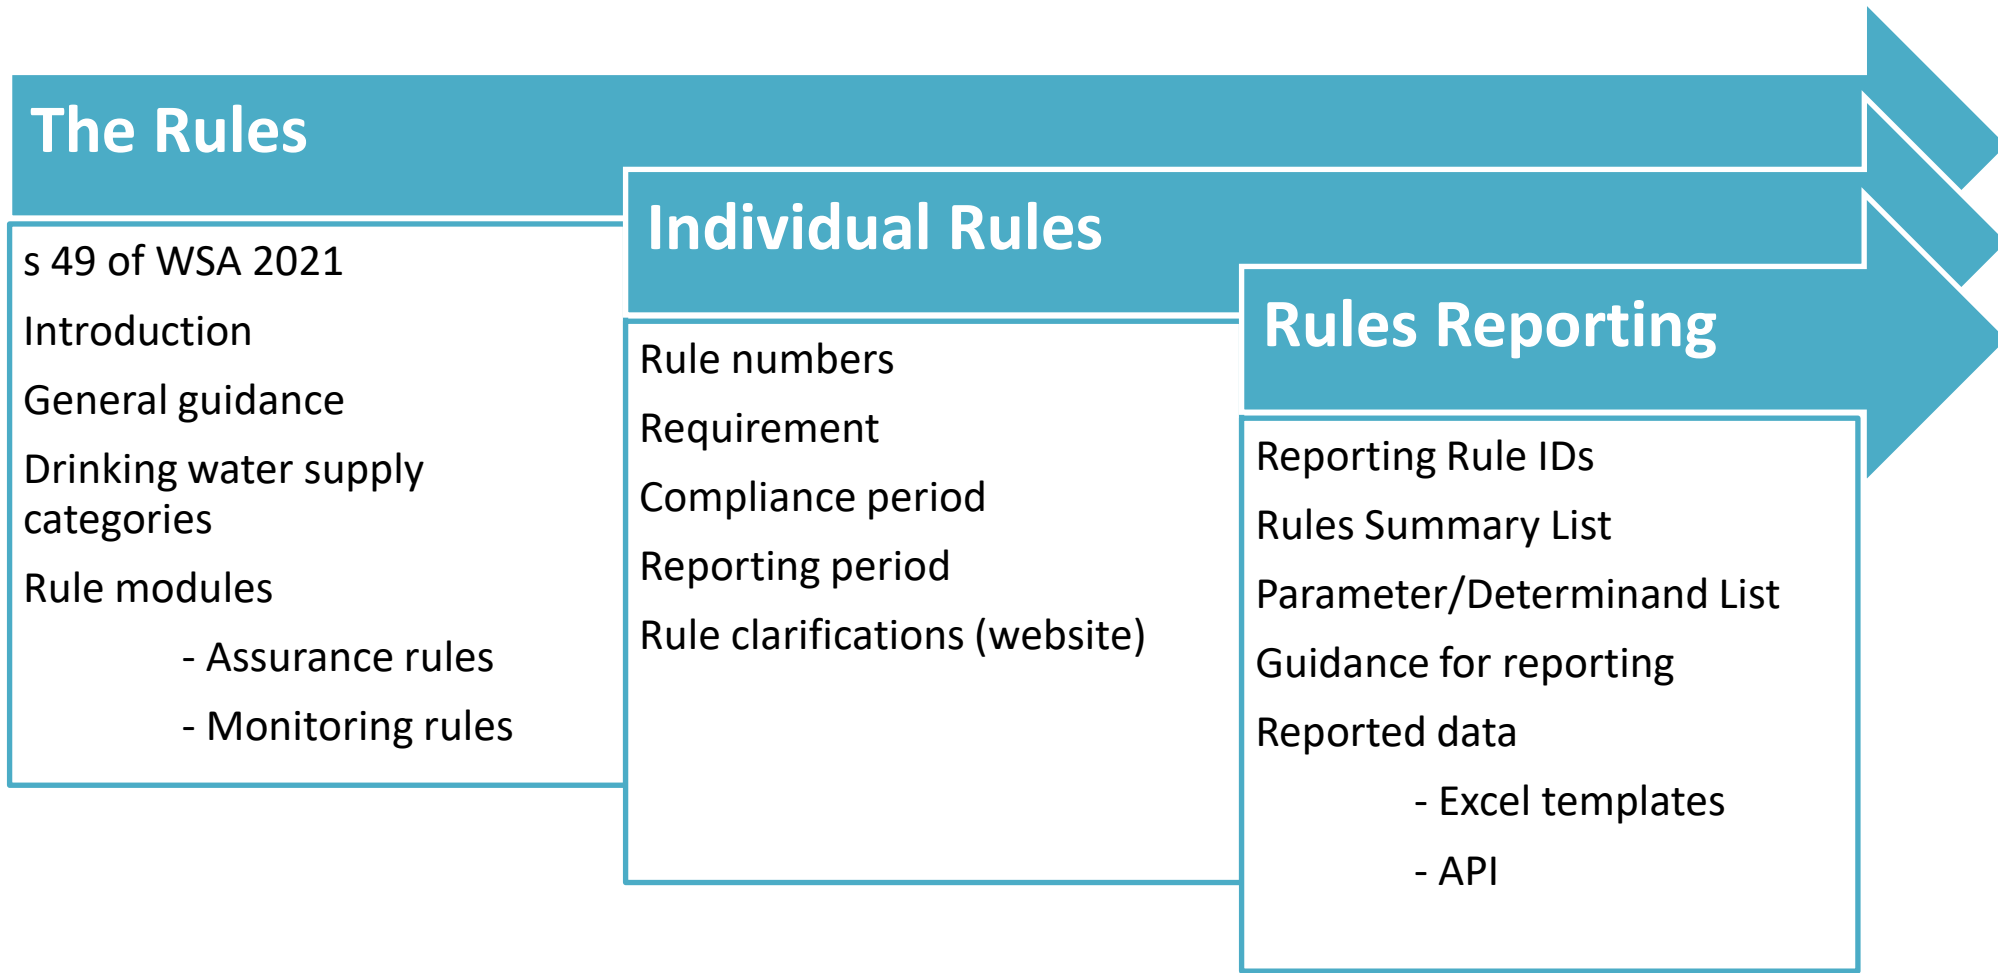 The Rules
s 49 of WSA 2021
Introduction
General guidance
Drinking water supply
categories
Rule modules
- Assurance rules
- Monitoring rules
Individual Rules
Rule numbers
Requirement
Compliance period
Reporting period
Rule clarifications (website)
Rules Reporting
Reporting Rule IDs
Rules Summary List
Parameter/Determinand List
Guidance for reporting
Reported data
- Excel templates
- API